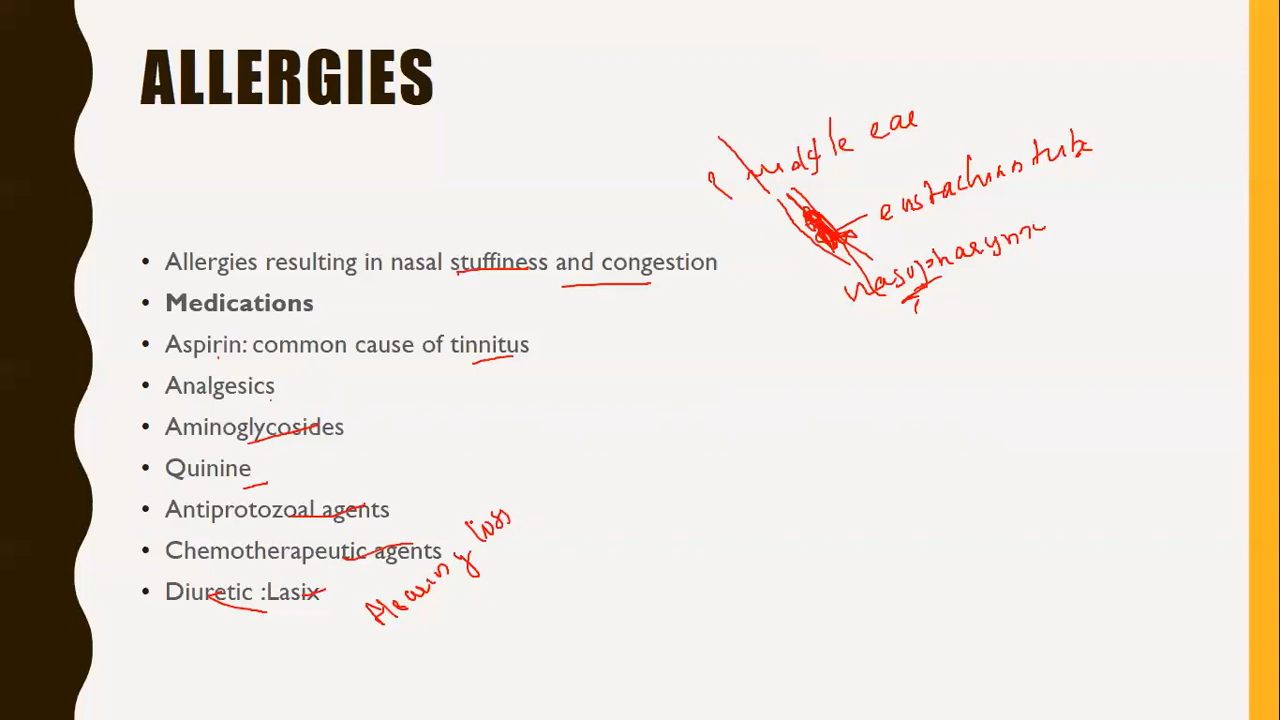 ALLERGIES
middle ear
eustachian tube
nasopharynx
• Allergies resulting in nasal stuffiness and congestion
• Medications
• Aspirin: common cause of tinnitus
• Analgesics
• Aminoglycosides
• Quinine
• Antiprotozoal agents
• Chemotherapeutic agents
• Diuretic :Lasix
Hearing loss